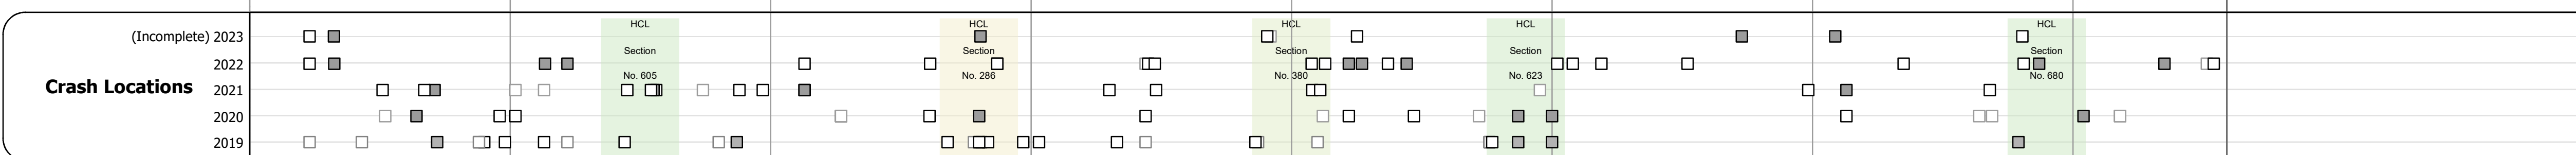 Crash Locations
(Incomplete) 2023
2022
2021
2020
2019
HCL
Section
No. 605
HCL
Section
No. 286
HCL
Section
No. 380
HCL
Section
No. 623
HCL
Section
No. 680